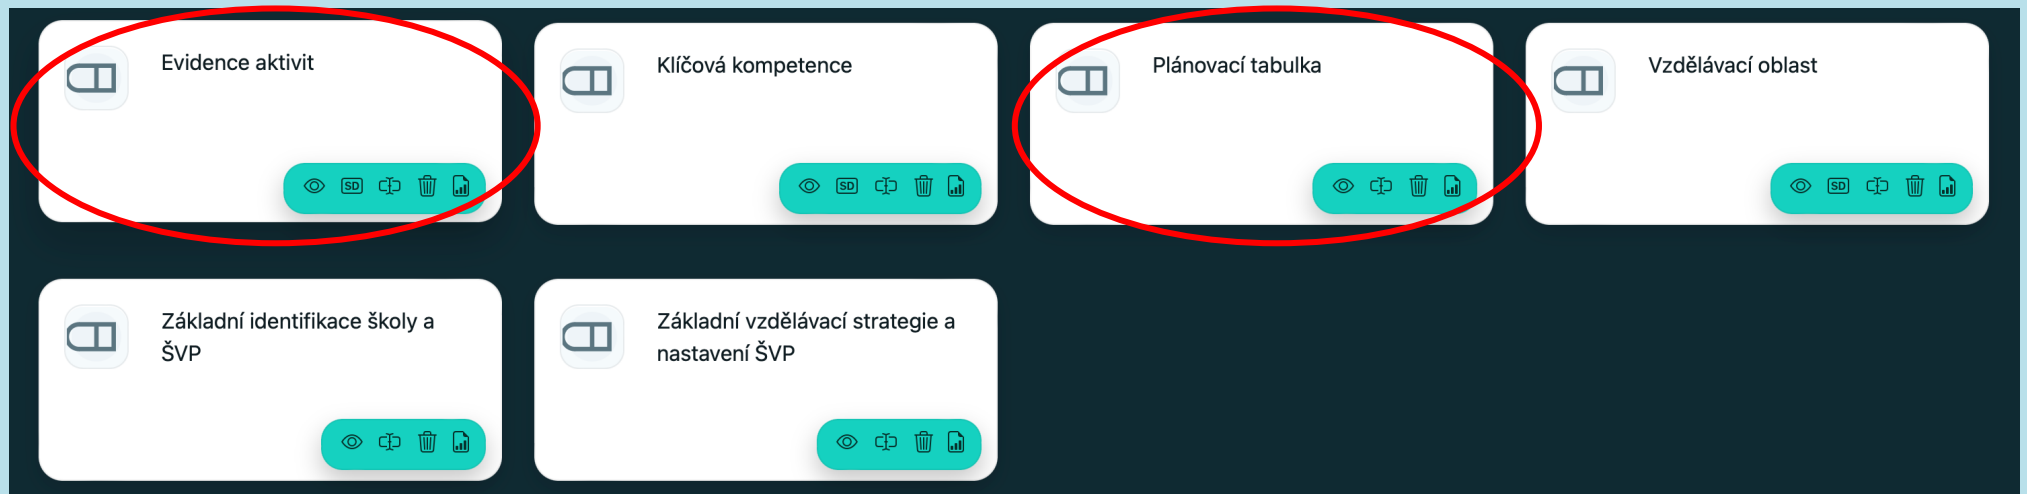 Evidence aktivit
SD
Klíčová kompetence
SD
Plánovací tabulka
Vzdělávací oblast
SD
Základní identifikace školy a
ŠVP
Základní vzdělávací strategie a
nastavení ŠVP